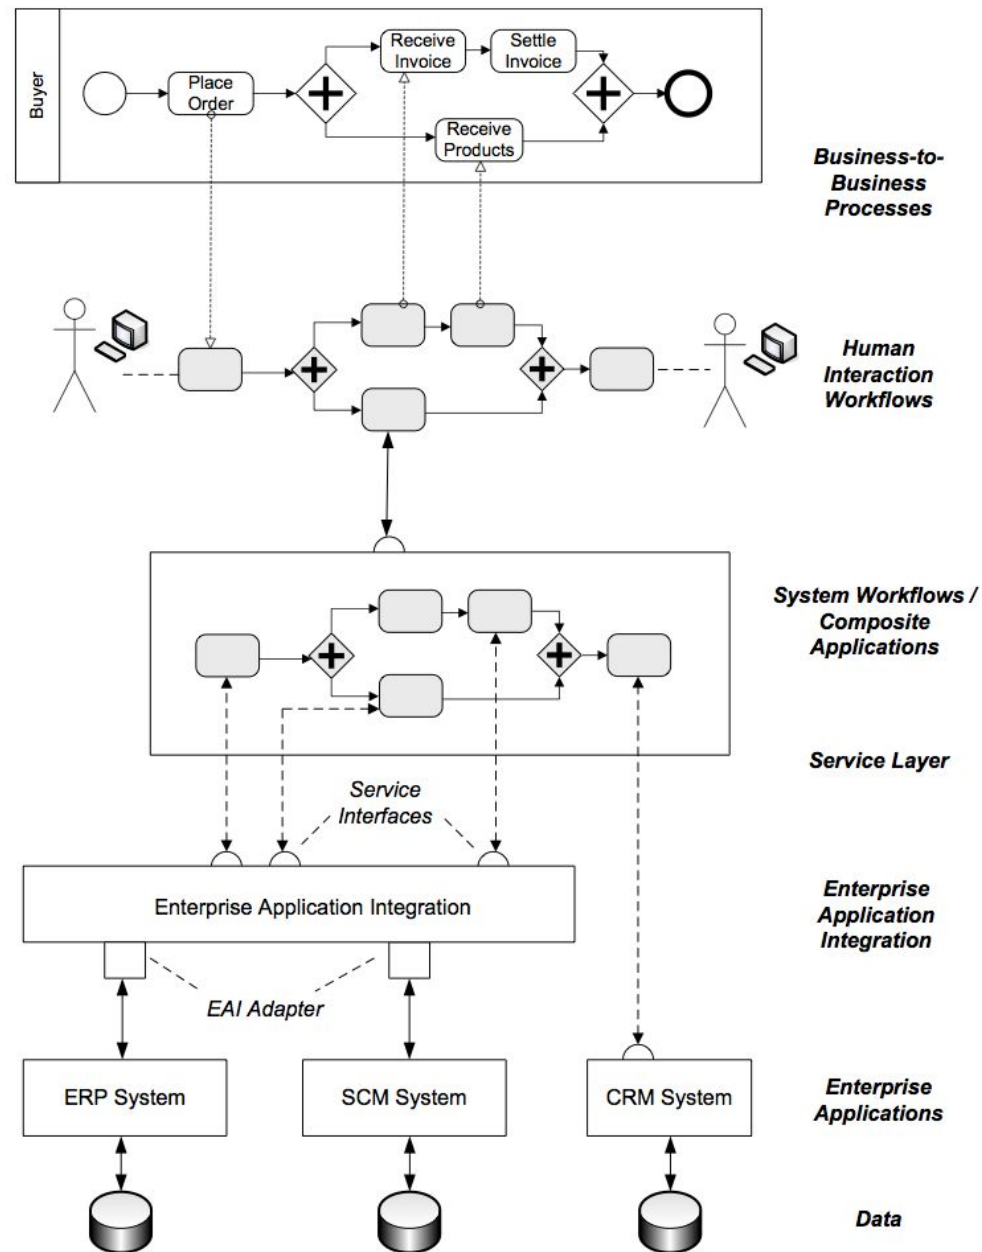 Buyer
Place
Order
Receive
Invoice
Settle
Invoice
Receive
Products
Business-to-
Business
Processes
Human
Interaction
Workflows
System Workflows /
Composite
Applications
Service Layer
Service
Interfaces
Enterprise Application Integration
Enterprise
Application
Integration
EAI Adapter
ERP System
SCM System
CRM System
Enterprise
Applications
Data